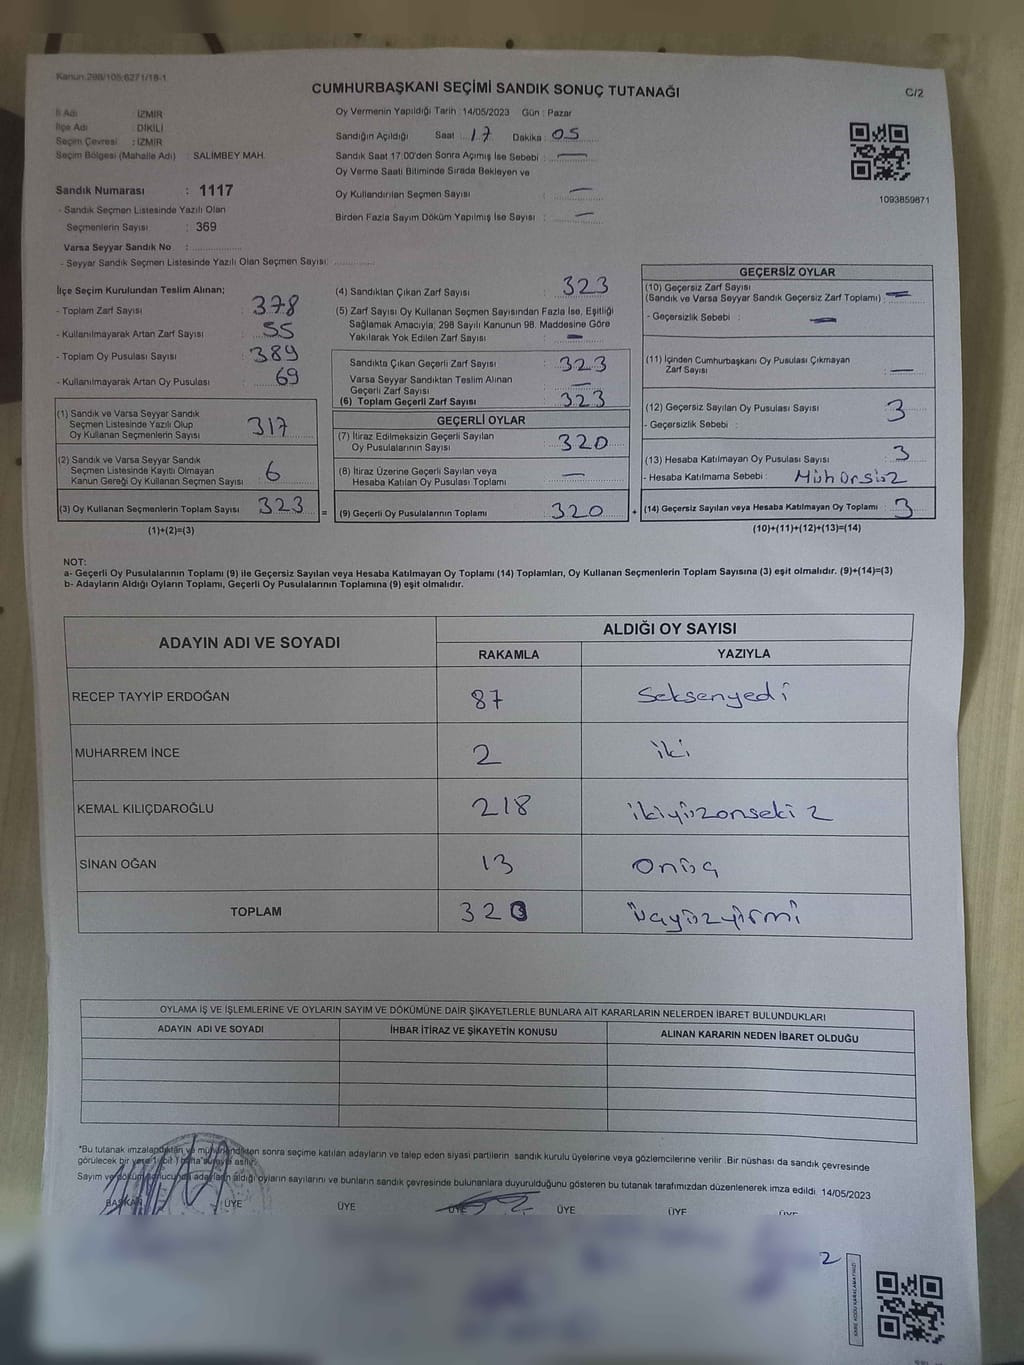 Kanun.298/105;6271/18-1
CUMHURBAŞKANI SEÇİMİ SANDIK SONUÇ TUTANAĞI
C/2
İl Adı : İZMİR
İlçe Adı : DİKİLİ
Seçim Çevresi : İZMİR
Seçim Bölgesi (Mahalle Adı) : SALİMBEY MAH.
Sandık Numarası : 1117
- Sandık Seçmen Listesinde Yazılı Olan
Seçmenlerin Sayısı : 369
Varsa Seyyar Sandık No :
- Seyyar Sandık Seçmen Listesinde Yazılı Olan Seçmen Sayısı:
Oy Vermenin Yapıldığı Tarih : 14/05/2023 Gün : Pazar
Sandığın Açıldığı Saat : 17 Dakika : 05
Sandık Saat 17:00'den Sonra Açımış İse Sebebi : —
Oy Verme Saati Bitiminde Sırada Bekleyen ve
Oy Kullandırılan Seçmen Sayısı : —
Birden Fazla Sayım Döküm Yapılmış İse Sayısı : —
1093859871
İlçe Seçim Kurulundan Teslim Alınan;
- Toplam Zarf Sayısı : 378
- Kullanılmayarak Artan Zarf Sayısı : 55
- Toplam Oy Pusulası Sayısı : 389
- Kullanılmayarak Artan Oy Pusulası : 69
(1) Sandık ve Varsa Seyyar Sandık
Seçmen Listesinde Yazılı Olup
Oy Kullanan Seçmenlerin Sayısı : 317
(2) Sandık ve Varsa Seyyar Sandık
Seçmen Listesinde Kayıtlı Olmayan
Kanun Gereği Oy Kullanan Seçmen Sayısı : 6
(3) Oy Kullanan Seçmenlerin Toplam Sayısı : 323 =
(1)+(2)=(3)
(4) Sandıktan Çıkan Zarf Sayısı : 323
(5) Zarf Sayısı Oy Kullanan Seçmen Sayısından Fazla İse, Eşitliği
Sağlamak Amacıyla; 298 Sayılı Kanunun 98. Maddesine Göre
Yakılarak Yok Edilen Zarf Sayısı : —
Sandıkta Çıkan Geçerli Zarf Sayısı : 323
Varsa Seyyar Sandıktan Teslim Alınan
Geçerli Zarf Sayısı : —
(6) Toplam Geçerli Zarf Sayısı : 323
GEÇERLİ OYLAR
(7) İtiraz Edilmeksizin Geçerli Sayılan
Oy Pusulalarının Sayısı : 320
(8) İtiraz Üzerine Geçerli Sayılan veya
Hesaba Katılan Oy Pusulası Toplamı : —
(9) Geçerli Oy Pusulalarının Toplamı : 320 +
GEÇERSİZ OYLAR
(10) Geçersiz Zarf Sayısı
(Sandık ve Varsa Seyyar Sandık Geçersiz Zarf Toplamı) : —
- Geçersizlik Sebebi : —
(11) İçinden Cumhurbaşkanı Oy Pusulası Çıkmayan
Zarf Sayısı : —
(12) Geçersiz Sayılan Oy Pusulası Sayısı : 3
- Geçersizlik Sebebi :
(13) Hesaba Katılmayan Oy Pusulası Sayısı : 3
- Hesaba Katılmama Sebebi : Mühürsüz
(14) Geçersiz Sayılan veya Hesaba Katılmayan Oy Toplamı : 3
(10)+(11)+(12)+(13)=(14)
NOT:
a- Geçerli Oy Pusulalarının Toplamı (9) ile Geçersiz Sayılan veya Hesaba Katılmayan Oy Toplamı (14) Toplamları, Oy Kullanan Seçmenlerin Toplam Sayısına (3) eşit olmalıdır. (9)+(14)=(3)
b- Adayların Aldığı Oyların Toplamı, Geçerli Oy Pusulalarının Toplamına (9) eşit olmalıdır.
ADAYIN ADI VE SOYADI
ALDIĞI OY SAYISI
RAKAMLA YAZIYLA
RECEP TAYYİP ERDOĞAN 87 Seksenyedi
MUHARREM İNCE 2 iki
KEMAL KILIÇDAROĞLU 218 ikiyüzonsekiz
SİNAN OĞAN 13 Onüç
TOPLAM 320 üçyüzyirmi
OYLAMA İŞ VE İŞLEMLERİNE VE OYLARIN SAYIM VE DÖKÜMÜNE DAİR ŞİKAYETLERLE BUNLARA AİT KARARLARIN NELERDEN İBARET BULUNDUKLARI
ADAYIN ADI VE SOYADI İHBAR İTİRAZ VE ŞİKAYETİN KONUSU ALINAN KARARIN NEDEN İBARET OLDUĞU
*Bu tutanak imzalandıktan ve mühürlendikten sonra seçime katılan adayların ve talep eden siyasi partilerin sandık kurulu üyelerine veya gözlemcilerine verilir. Bir nüshası da sandık çevresinde
görülecek bir yere 1 (bir) hafta süreyle asılır.
Sayım ve döküm sonucunda adayların aldığı oyların sayılarını ve bunların sandık çevresinde bulunanlara duyurulduğunu gösteren bu tutanak tarafımızdan düzenlenerek imza edildi. 14/05/2023
BAŞKAN ÜYE ÜYE ÜYE ÜYE ÜYE ÜYE
2